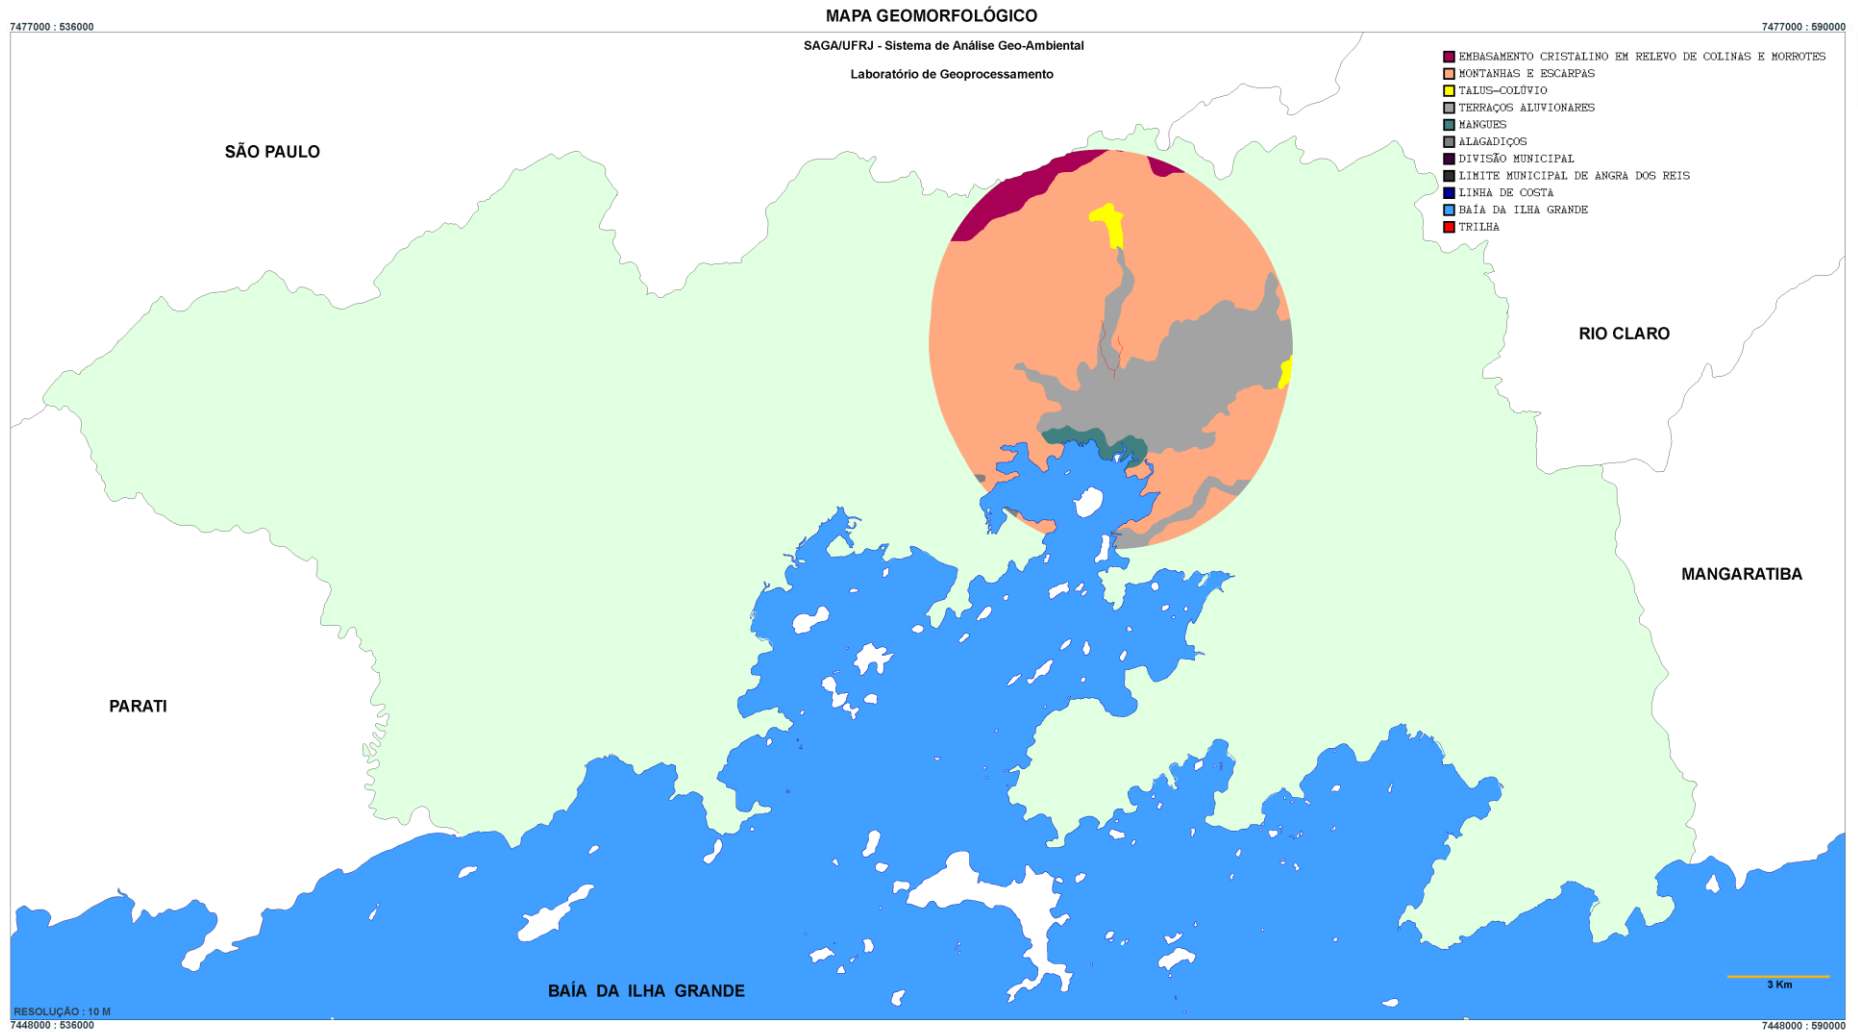 MAPA GEOMORFOLÓGICO
7477000 : 536000
7477000 : 590000
SAGA/UFRJ - Sistema de Análise Geo-Ambiental
Laboratório de Geoprocessamento
EMBASAMENTO CRISTALINO EM RELEVO DE COLINAS E MORROTES
MONTANHAS E ESCARPAS
TALUS-COLÚVIO
TERRAÇOS ALUVIONARES
MANGUES
ALAGADIÇOS
DIVISÃO MUNICIPAL
LIMITE MUNICIPAL DE ANGRA DOS REIS
LINHA DE COSTA
BAÍA DA ILHA GRANDE
TRILHA
SÃO PAULO
RIO CLARO
MANGARATIBA
PARATI
BAÍA DA ILHA GRANDE
3 Km
RESOLUÇÃO : 10 M
7448000 : 536000
7448000 : 590000